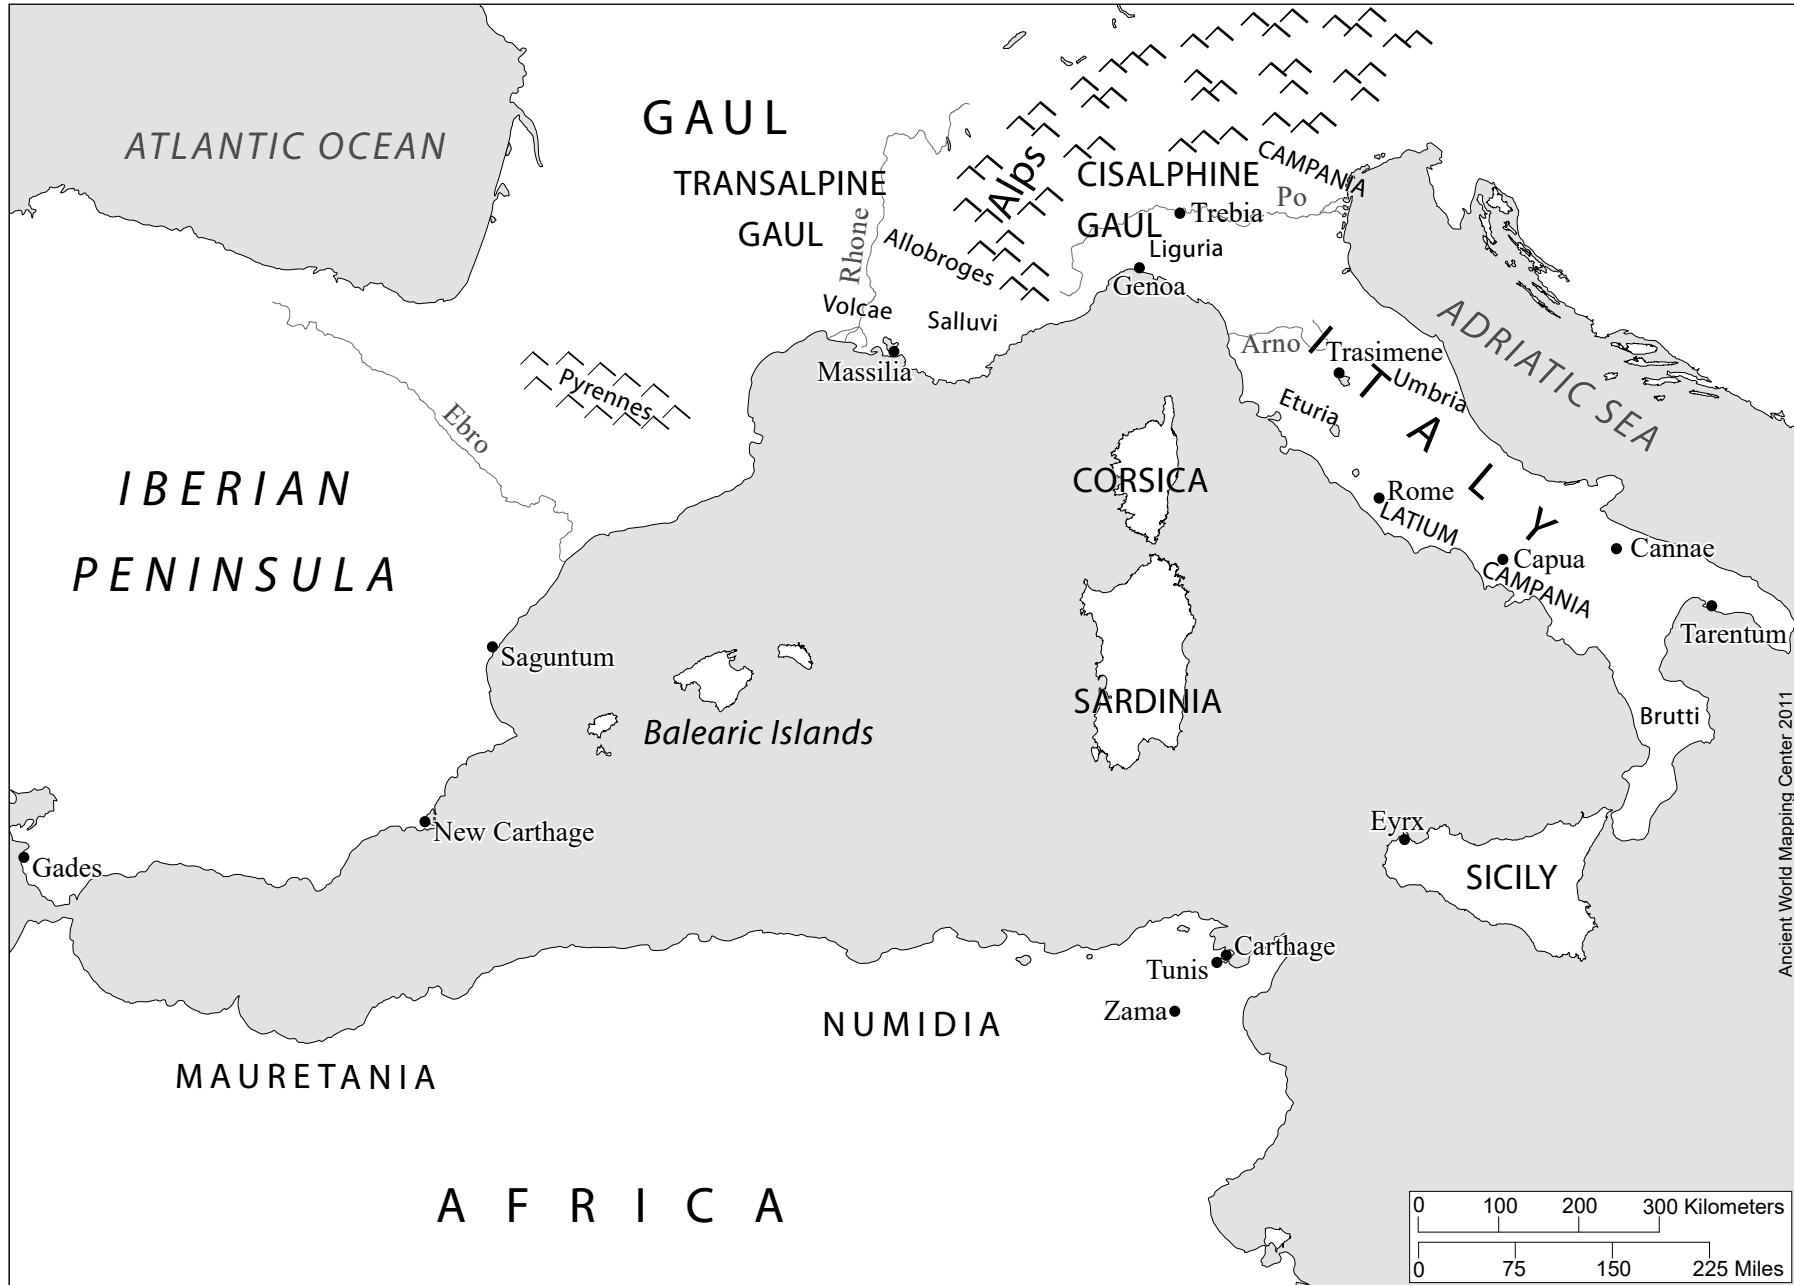 GAUL
ATLANTIC OCEAN
TRANSALPINE
GAUL
Rhone
Alps
CISALPHINE
GAUL
CAMPANIA
Po
Trebia
Liguria
Genoa
Allobroges
Volcae
Salluvi
Massilia
Pyrennes
Ebro
IBERIAN
PENINSULA
ADRIATIC SEA
Arno
ITALY
Trasimene
Umbria
Eturia
CORSICA
Rome
LATIUM
Capua
CAMPANIA
Cannae
Tarentum
Saguntum
Balearic Islands
SARDINIA
Brutti
New Carthage
Gades
Eyrx
SICILY
Carthage
Tunis
Zama
NUMIDIA
MAURETANIA
AFRICA
Ancient World Mapping Center 2011
0 100 200 300 Kilometers
0 75 150 225 Miles